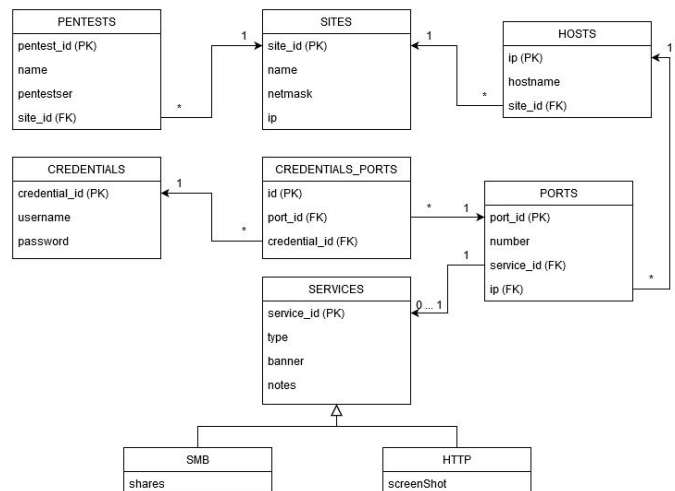 PENTESTS
pentest_id (PK)
name
pentestser
site_id (FK)
1
*
SITES
site_id (PK)
name
netmask
ip
1
*
HOSTS
ip (PK)
hostname
site_id (FK)
1
*
CREDENTIALS
credential_id (PK)
username
password
1
*
CREDENTIALS_PORTS
id (PK)
port_id (FK)
credential_id (FK)
*
1
PORTS
port_id (PK)
number
service_id (FK)
ip (FK)
1
0 ... 1
SERVICES
service_id (PK)
type
banner
notes
SMB
shares
HTTP
screenShot